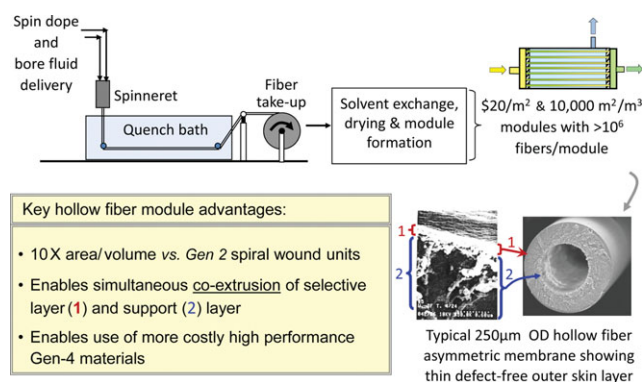 Spin dope
and
bore fluid
delivery
Spinneret
Quench bath
Fiber
take-up
Solvent exchange,
drying & module
formation
$20/m² & 10,000 m²/m³
modules with >10⁶
fibers/module
Key hollow fiber module advantages:
• 10X area/volume vs. Gen 2 spiral wound
units
• Enables simultaneous co-extrusion of selective
layer (1) and support (2) layer
• Enables use of more costly high performance
Gen-4 materials
1
2
1
2
Typical 250μm OD hollow fiber
asymmetric membrane showing
thin defect-free outer skin layer